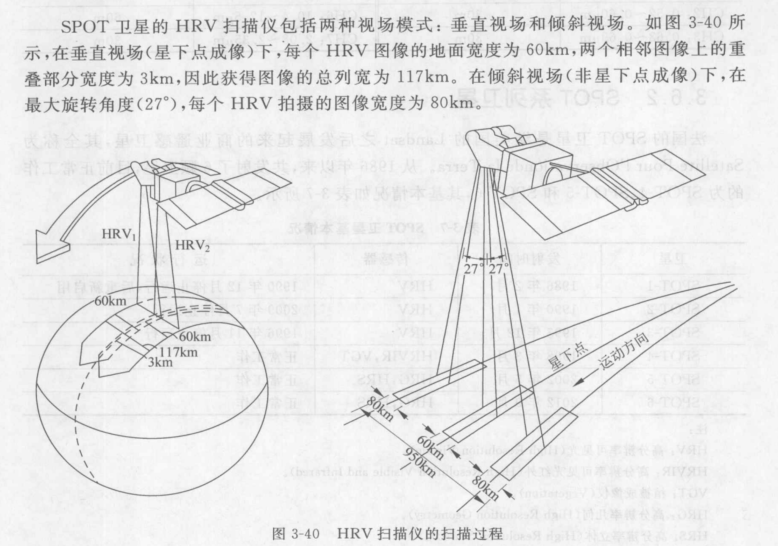 SPOT 卫星的 HRV 扫描仪包括两种视场模式：垂直视场和倾斜视场。如图 3-40 所
示，在垂直视场（星下点成像）下，每个 HRV 图像的地面宽度为 60km，两个相邻图像上的重
叠部分宽度为 3km，因此获得图像的总列宽为 117km。在倾斜视场（非星下点成像）下，在
最大旋转角度（27°），每个 HRV 拍摄的图像宽度为 80km。
HRV₁
HRV₂
60km
60km
117km
3km
27°
27°
星下点
运动方向
80km
60km
950km
80km
图 3-40 HRV 扫描仪的扫描过程